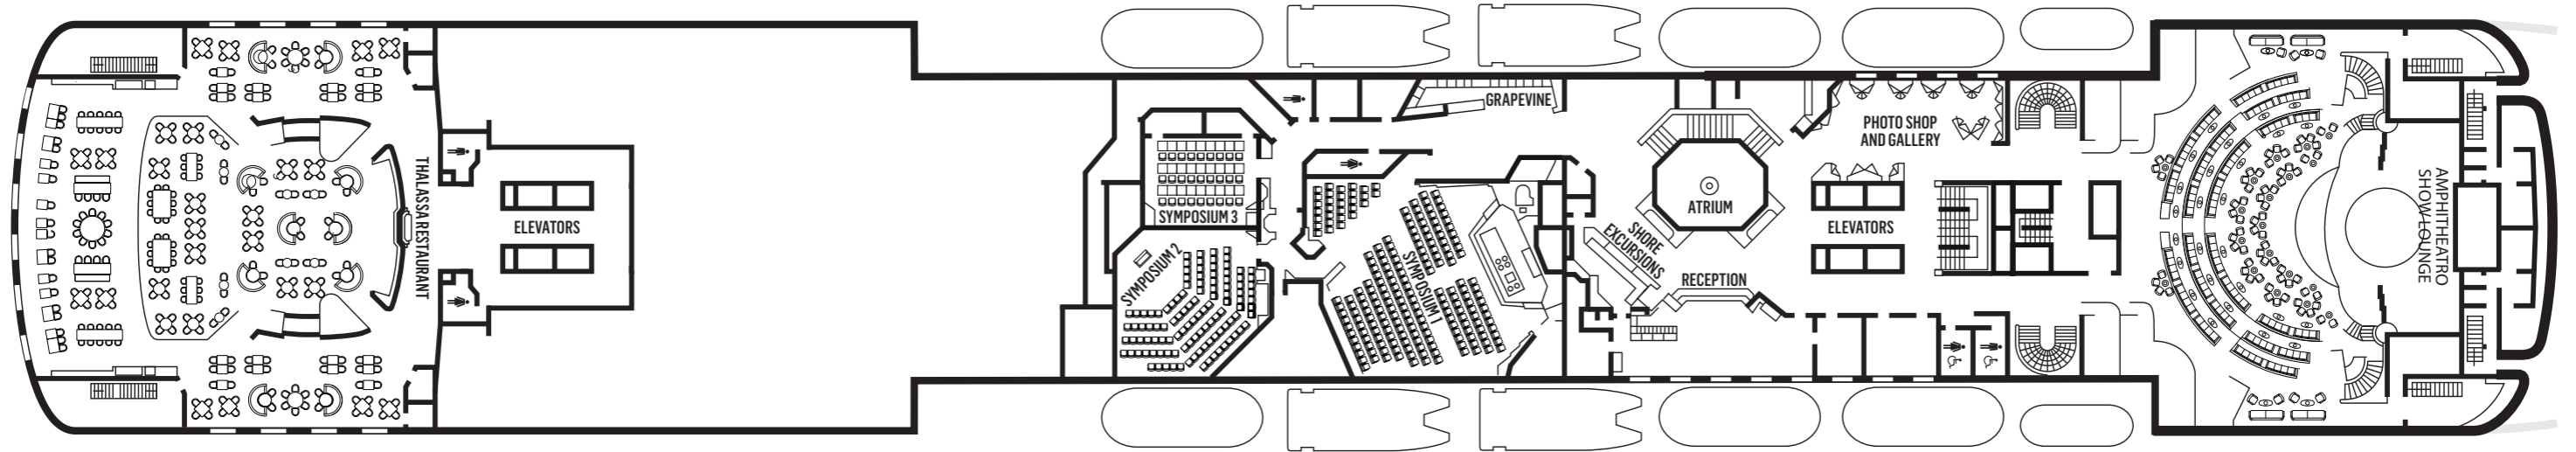 THALASSA RESTAURANT
ELEVATORS
SYMPOSIUM 3
SYMPOSIUM 2
SYMPOSIUM 1
GRAPEVINE
SHORE
EXCURSIONS
RECEPTION
ATRIUM
PHOTO SHOP
AND GALLERY
ELEVATORS
AMPHITHEATRO
SHOW LOUNGE